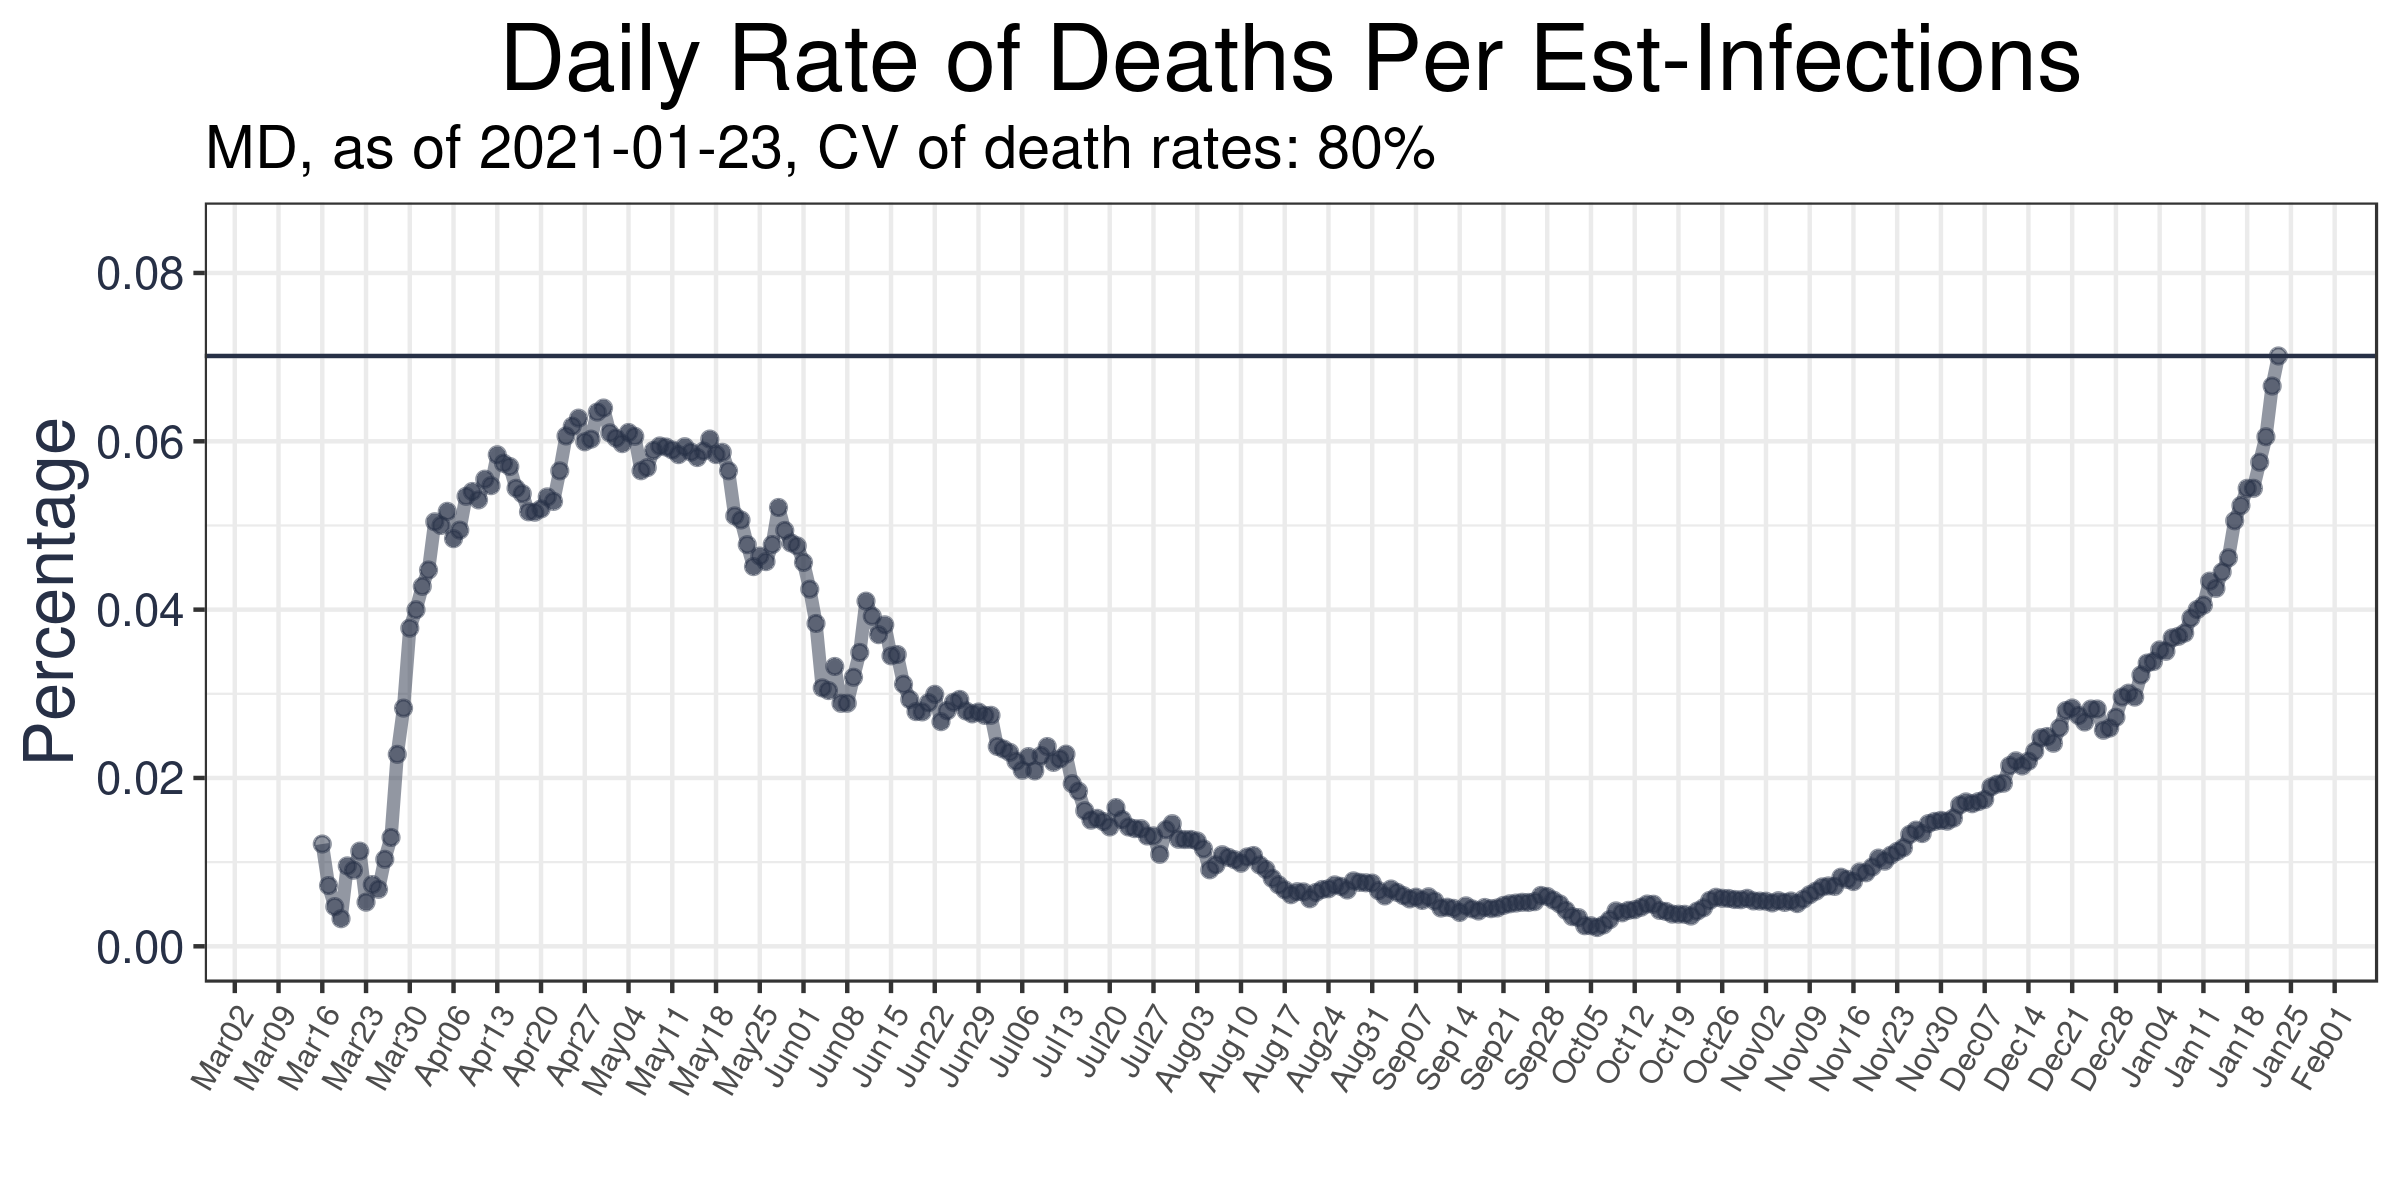 Daily Rate of Deaths Per Est-Infections
MD, as of 2021-01-23, CV of death rates: 80%
Percentage
0.08
0.06
0.04
0.02
0.00
Mar02
Mar09
Mar16
Mar23
Mar30
Apr06
Apr13
Apr20
Apr27
May04
May11
May18
May25
Jun01
Jun08
Jun15
Jun22
Jun29
Jul06
Jul13
Jul20
Jul27
Aug03
Aug10
Aug17
Aug24
Aug31
Sep07
Sep14
Sep21
Sep28
Oct05
Oct12
Oct19
Oct26
Nov02
Nov09
Nov16
Nov23
Nov30
Dec07
Dec14
Dec21
Dec28
Jan04
Jan11
Jan18
Jan25
Feb01